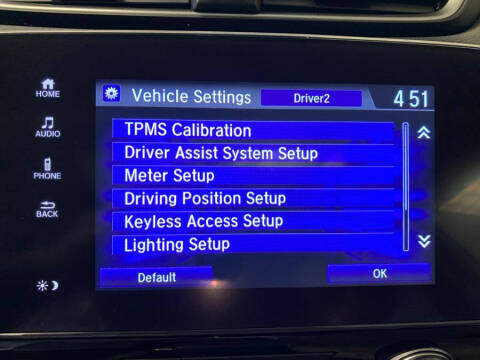 Vehicle Settings
Driver2
4 51
HOME
AUDIO
PHONE
BACK
TPMS Calibration
Driver Assist System Setup
Meter Setup
Driving Position Setup
Keyless Access Setup
Lighting Setup
Default
OK